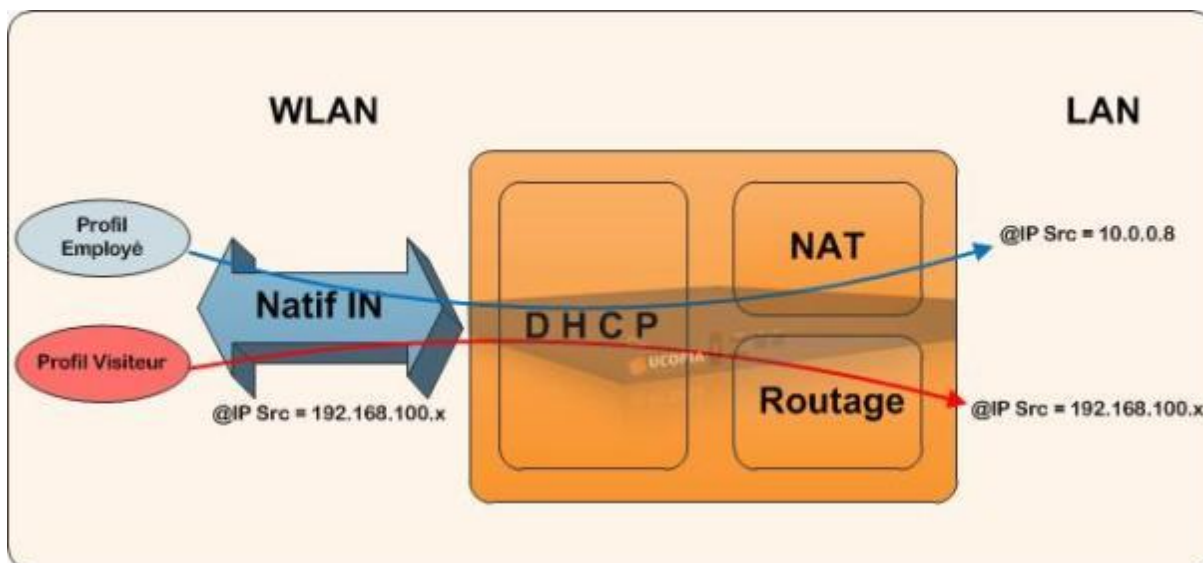 WLAN
LAN
Profil
Employé
NAT
@IP Src = 10.0.0.8
Natif IN
D H C P
UCOPIA
Profil Visiteur
Routage
@IP Src = 192.168.100.x
@IP Src = 192.168.100.x